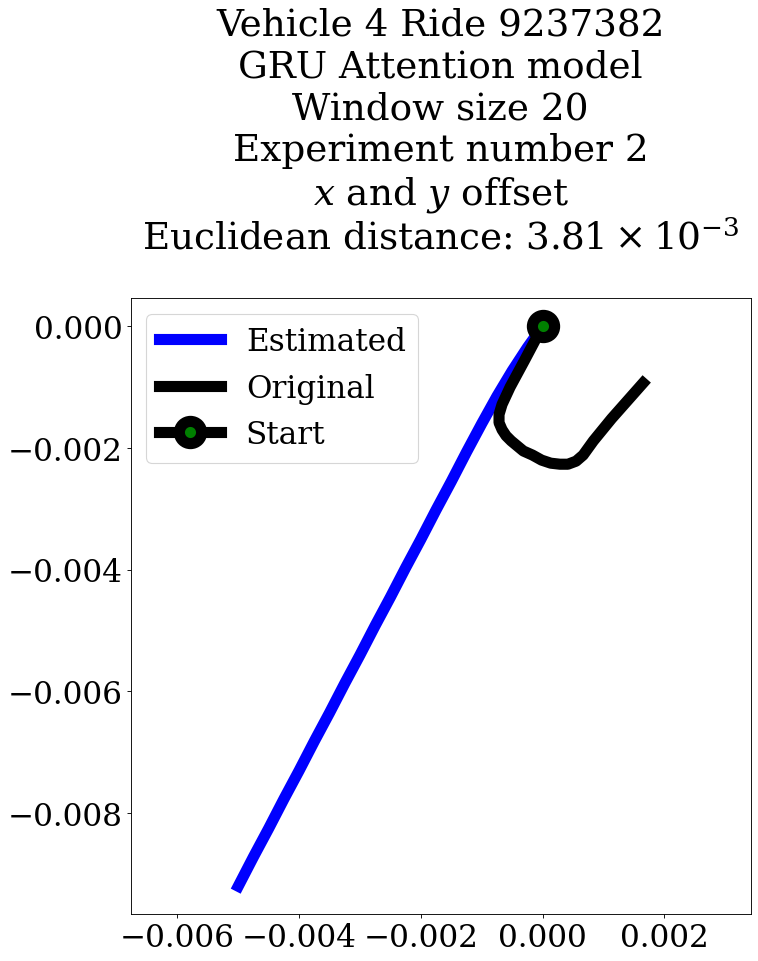 Vehicle 4 Ride 9237382
GRU Attention model
Window size 20
Experiment number 2
x and y offset
Euclidean distance: 3.81 × 10⁻³
Estimated
Original
Start
0.000
−0.002
−0.004
−0.006
−0.008
−0.006 −0.004 −0.002 0.000 0.002